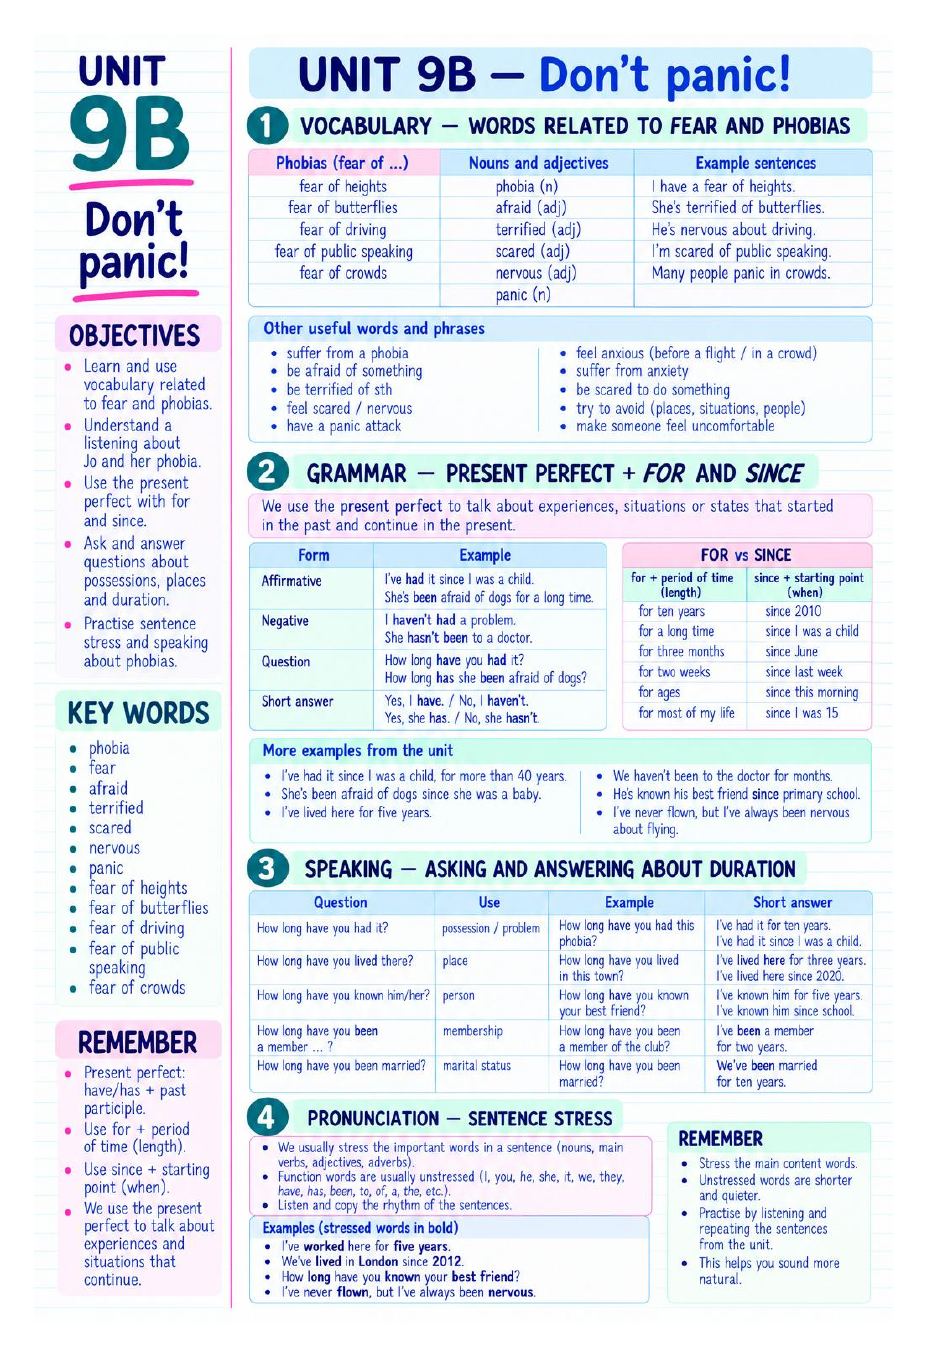 UNIT
9B
Don't
panic!
OBJECTIVES
• Learn and use
vocabulary related
to fear and phobias.
• Understand a
listening about
Jo and her phobia.
• Use the present
perfect with for
and since.
• Ask and answer
questions about
possessions, places
and duration.
• Practise sentence
stress and speaking
about phobias.
KEY WORDS
• phobia
• fear
• afraid
• terrified
• scared
• nervous
• panic
• fear of heights
• fear of butterflies
• fear of driving
• fear of public
speaking
• fear of crowds
REMEMBER
• Present perfect:
have/has + past
participle.
• Use for + period
of time (length).
• Use since + starting
point (when).
• We use the present
perfect to talk about
experiences and
situations that
continue.
UNIT 9B — Don't panic!
1 VOCABULARY — WORDS RELATED TO FEAR AND PHOBIAS
Phobias (fear of ...) Nouns and adjectives Example sentences
fear of heights phobia (n) I have a fear of heights.
fear of butterflies afraid (adj) She's terrified of butterflies.
fear of driving terrified (adj) He's nervous about driving.
fear of public speaking scared (adj) I'm scared of public speaking.
fear of crowds nervous (adj) Many people panic in crowds.
panic (n)
Other useful words and phrases
• suffer from a phobia
• be afraid of something
• be terrified of sth
• feel scared / nervous
• have a panic attack
• feel anxious (before a flight / in a crowd)
• suffer from anxiety
• be scared to do something
• try to avoid (places, situations, people)
• make someone feel uncomfortable
2 GRAMMAR — PRESENT PERFECT + FOR AND SINCE
We use the present perfect to talk about experiences, situations or states that started
in the past and continue in the present.
Form Example
Affirmative I've had it since I was a child.
She's been afraid of dogs for a long time.
Negative I haven't had a problem.
She hasn't been to a doctor.
Question How long have you had it?
How long has she been afraid of dogs?
Short answer Yes, I have. / No, I haven't.
Yes, she has. / No, she hasn't.
FOR vs SINCE
for + period of time since + starting point
(length) (when)
for ten years since 2010
for a long time since I was a child
for three months since June
for two weeks since last week
for ages since this morning
for most of my life since I was 15
More examples from the unit
• I've had it since I was a child, for more than 40 years.
• She's been afraid of dogs since she was a baby.
• I've lived here for five years.
• We haven't been to the doctor for months.
• He's known his best friend since primary school.
• I've never flown, but I've always been nervous
about flying.
3 SPEAKING — ASKING AND ANSWERING ABOUT DURATION
Question Use Example Short answer
How long have you had it? possession / problem How long have you had this I've had it for ten years.
phobia? I've had it since I was a child.
How long have you lived there? place How long have you lived I've lived here for three years.
in this town? I've lived here since 2020.
How long have you known him/her? person How long have you known I've known him for five years.
your best friend? I've known him since school.
How long have you been membership How long have you been I've been a member
a member ... ? a member of the club? for two years.
How long have you been married? marital status How long have you been We've been married
married? for ten years.
4 PRONUNCIATION — SENTENCE STRESS
• We usually stress the important words in a sentence (nouns, main
verbs, adjectives, adverbs).
• Function words are usually unstressed (I, you, he, she, it, we, they,
have, has, been, to, of, a, the, etc.).
• Listen and copy the rhythm of the sentences.
Examples (stressed words in bold)
• I've worked here for five years.
• We've lived in London since 2012.
• How long have you known your best friend?
• I've never flown, but I've always been nervous.
REMEMBER
• Stress the main content words.
• Unstressed words are shorter
and quieter.
• Practise by listening and
repeating the sentences
from the unit.
• This helps you sound more
natural.